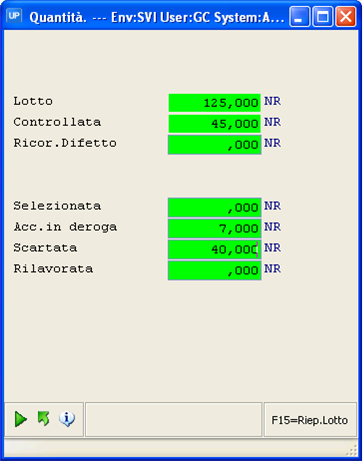 UP Quantità. --- Env:SVI User:GC System:A...
Lotto 125,000 NR
Controllata 45,000 NR
Ricor.Difetto ,000 NR
Selezionata ,000 NR
Acc.in deroga 7,000 NR
Scartata 40,000 NR
Rilavorata ,000 NR
F15=Riep.Lotto